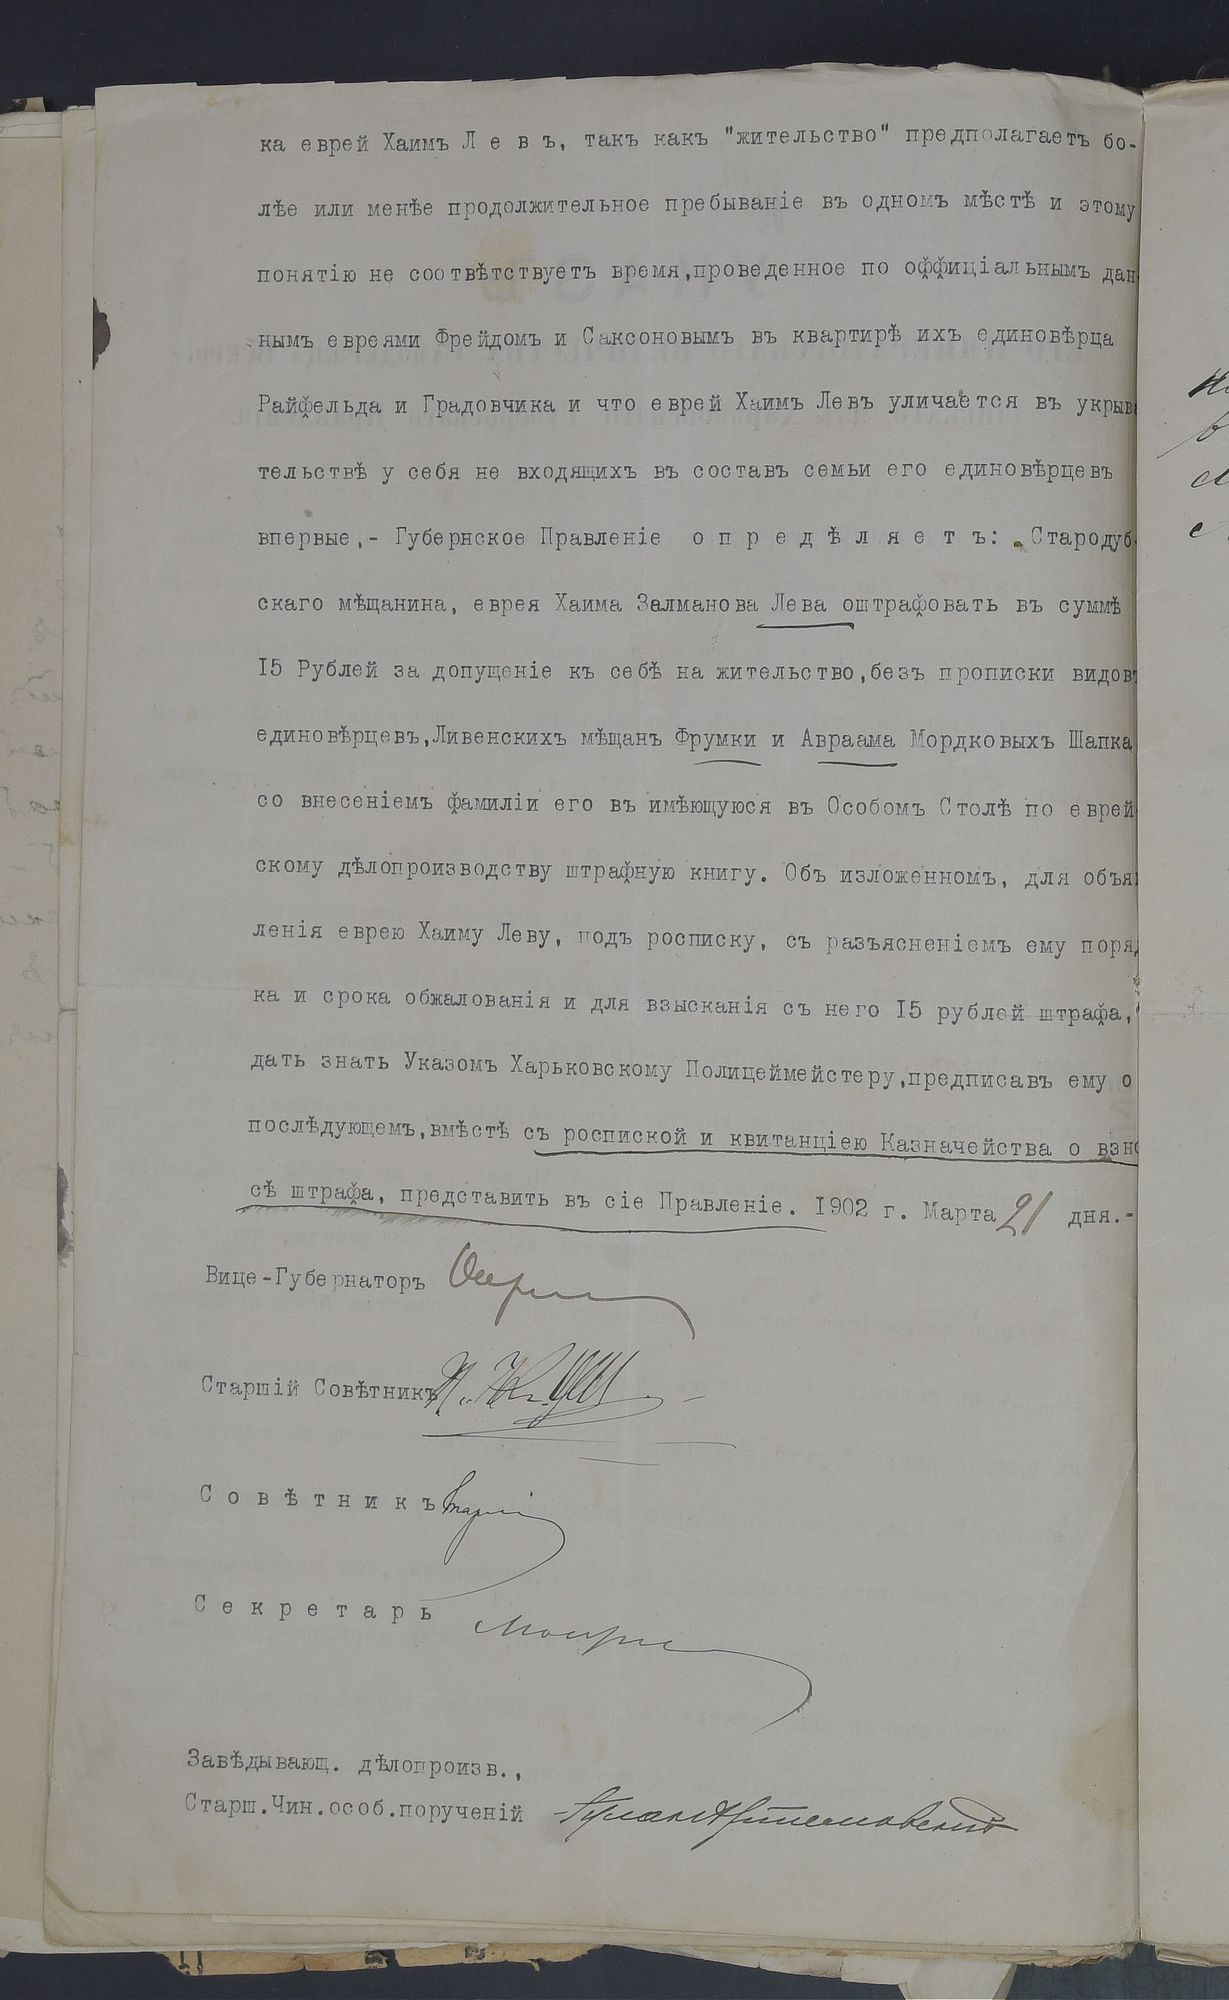 ка еврей Хаимъ Л е в ъ, такъ какъ "жительство" предполагаетъ бо-
лѣе или менѣе продолжительное пребываніе въ одномъ мѣстѣ и этому
понятію не соотвѣтствуетъ время,проведенное по оффиціальнымъ дан-
нымъ евреями Фрейдомъ и Саксоновымъ въ квартирѣ ихъ единовѣрца
Райфельда и Градовчика и что еврей Хаимъ Левъ уличается въ укрыва
тельствѣ у себя не входящихъ въ составъ семьи его единовѣрцевъ
впервые,- Губернское Правленіе о п р е д ѣ л я е т ъ: Стародуб-
скаго мѣщанина, еврея Хаима Залманова Лева оштрафовать въ суммѣ
15 Рублей за допущеніе къ себѣ на жительство,безъ прописки видовъ
единовѣрцевъ,Ливенскихъ мѣщанъ Фрумки и Авраама Мордковыхъ Шапка
со внесеніемъ фамиліи его въ имѣющуюся въ Особомъ Столѣ по еврей
скому дѣлопроизводству штрафную книгу. Объ изложенномъ, для объяв
ленія еврею Хаиму Леву, подъ росписку, съ разъясненіемъ ему поряд
ка и срока обжалованія и для взысканія съ него 15 рублей штрафа,
дать знать Указомъ Харьковскому Полицеймейстеру,предписавъ ему о
послѣдующемъ,вмѣстѣ съ роспиской и квитанціею Казначейства о взно
сѣ штрафа, представить въ сіе Правленіе. 1902 г. Марта 21 дня.-
Вице-Губернаторъ
Старшій Совѣтникъ
С о в ѣ т н и к ъ
С е к р е т а р ь
Завѣдывающ. дѣлопроизв.,
Старш.Чин.особ.порученій